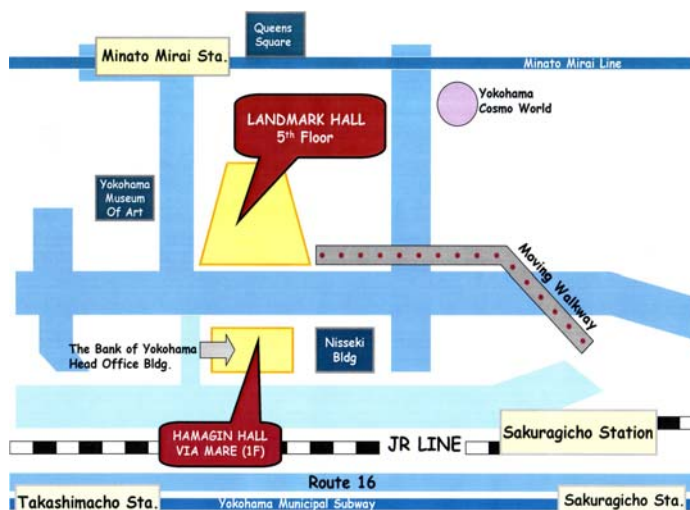 Queens
Square
Minato Mirai Sta.
Minato Mirai Line
Yokohama
Cosmo World
LANDMARK HALL
5th Floor
Yokohama
Museum
Of Art
Moving Walkway
The Bank of Yokohama
Head Office Bldg.
Nisseki
Bldg
HAMAGIN HALL
VIA MARE (1F)
JR LINE
Sakuragicho Station
Route 16
Takashimacho Sta.
Yokohama Municipal Subway
Sakuragicho Sta.